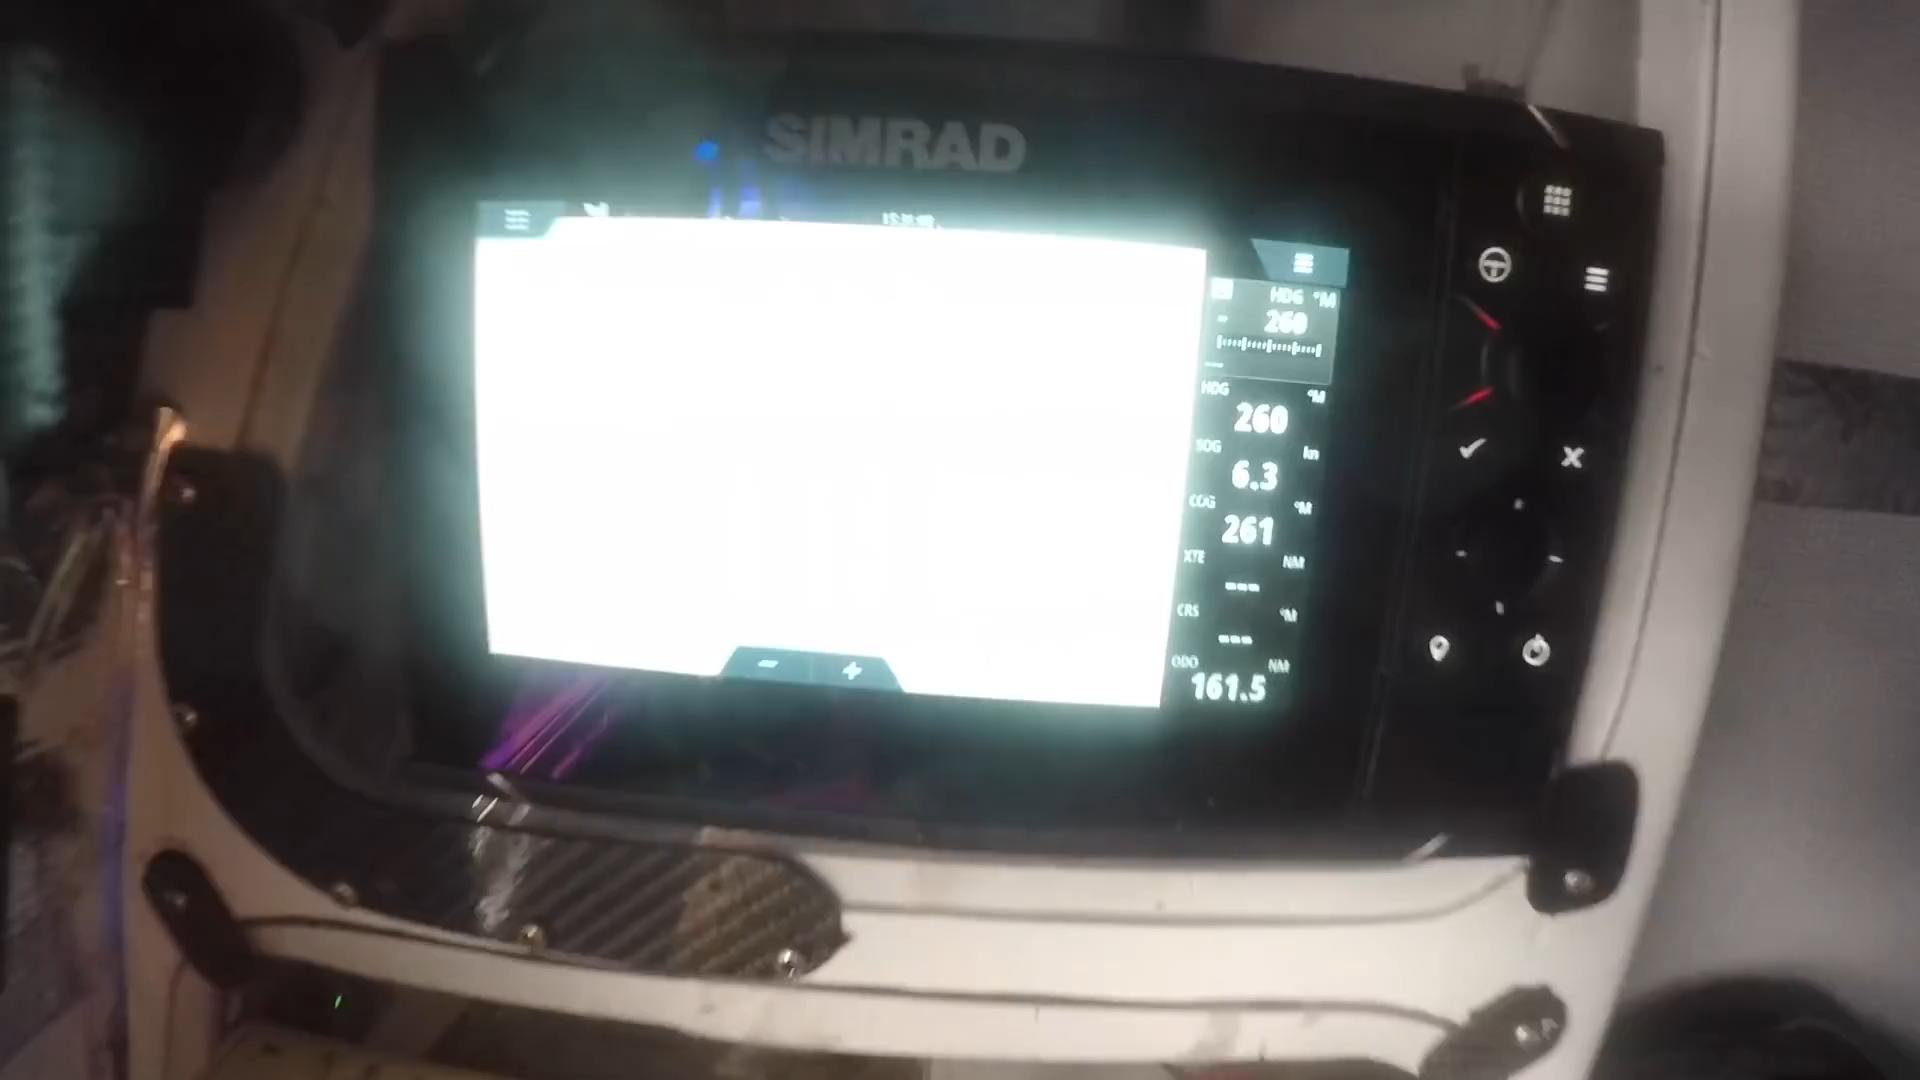 SIMRAD
HDG °M
260
HDG °M
260
SOG kn
6.3
COG °M
261
XTE NM
---
CRS °M
---
ODO NM
161.5
- +